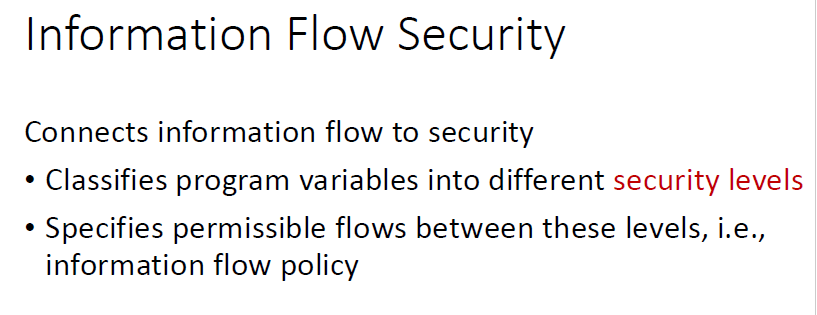 Information Flow Security
Connects information flow to security
• Classifies program variables into different security levels
• Specifies permissible flows between these levels, i.e.,
information flow policy